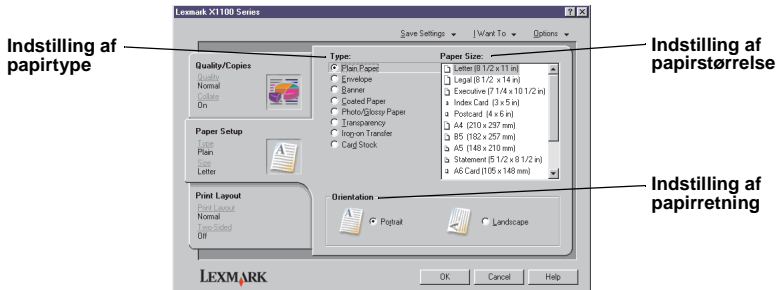 Lexmark X1100 Series
Save Settings
I Want To
Options
Indstilling af
papirtype
Indstilling af
papirstørrelse
Indstilling af
papirretning
Quality/Copies
Quality
Normal
Collate
On
Paper Setup
Type
Plain
Size
Letter
Print Layout
Print Layout
Normal
Two-Sided
Off
Type:
Plain Paper
Envelope
Banner
Coated Paper
Photo/Glossy Paper
Transparency
Iron-on Transfer
Card Stock
Paper Size:
Letter (8 1/2 x 11 in)
Legal (8 1/2 x 14 in)
Executive (7 1/4 x 10 1/2 in)
Index Card (3 x 5 in)
Postcard (4 x 6 in)
A4 (210 x 297 mm)
B5 (182 x 257 mm)
A5 (148 x 210 mm)
Statement (5 1/2 x 8 1/2 in)
A6 Card (105 x 148 mm)
Orientation
Portrait
Landscape
LEXMARK
OK
Cancel
Help